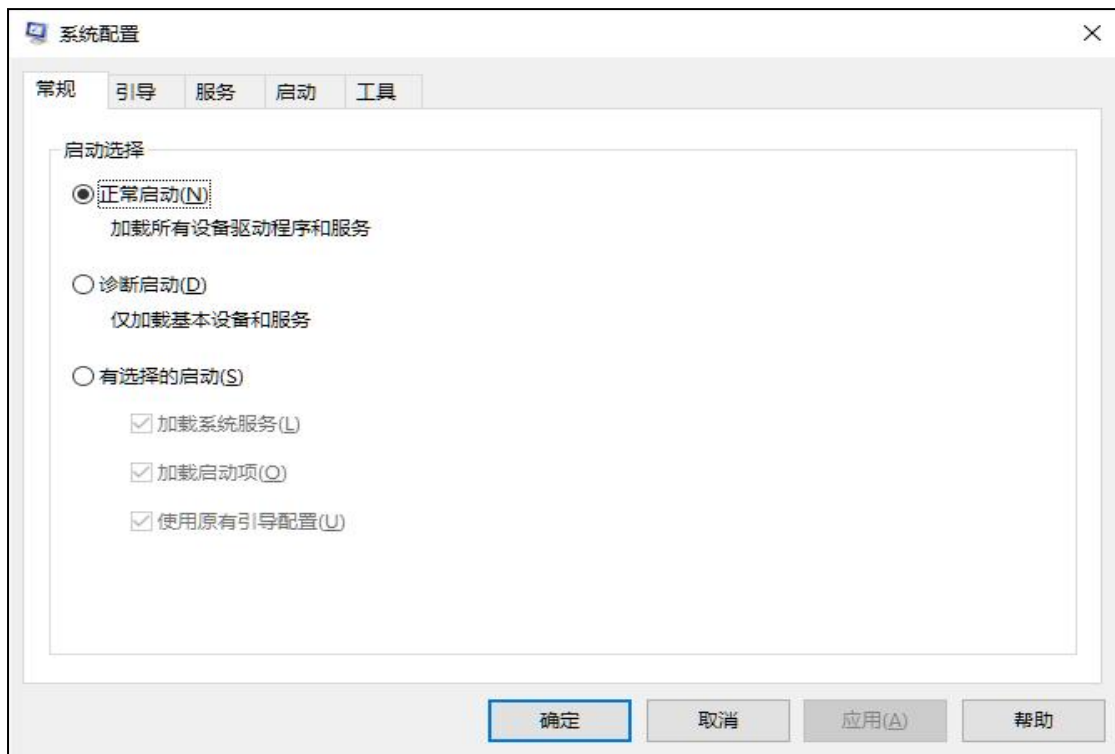 系统配置
常规 引导 服务 启动 工具
启动选择
正常启动(N)
加载所有设备驱动程序和服务
诊断启动(D)
仅加载基本设备和服务
有选择的启动(S)
加载系统服务(L)
加载启动项(O)
使用原有引导配置(U)
确定 取消 应用(A) 帮助